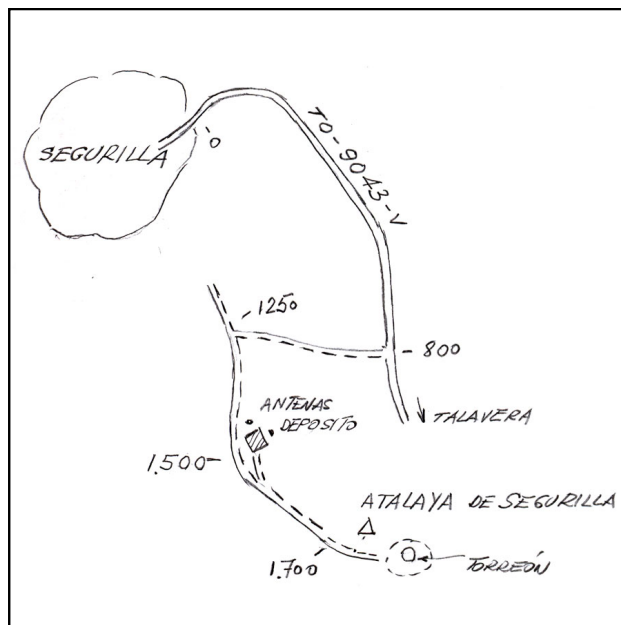 SEGURILLA
0
TO-9043-V
1250
800
TALAVERA
ANTENAS
DEPOSITO
1.500
ATALAYA DE SEGURILLA
1.700
TORREÓN